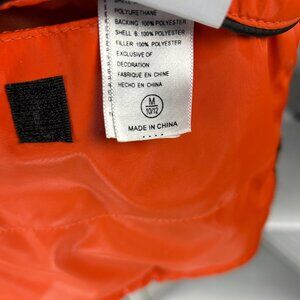 POLYURETHANE
BACKING 100% POLYESTER
SHELL B: 100% POLYESTER
FILLER 100% POLYESTER
EXCLUSIVE OF
DECORATION
FABRIQUÉ EN CHINE
HECHO EN CHINA
M
10/12
MADE IN CHINA